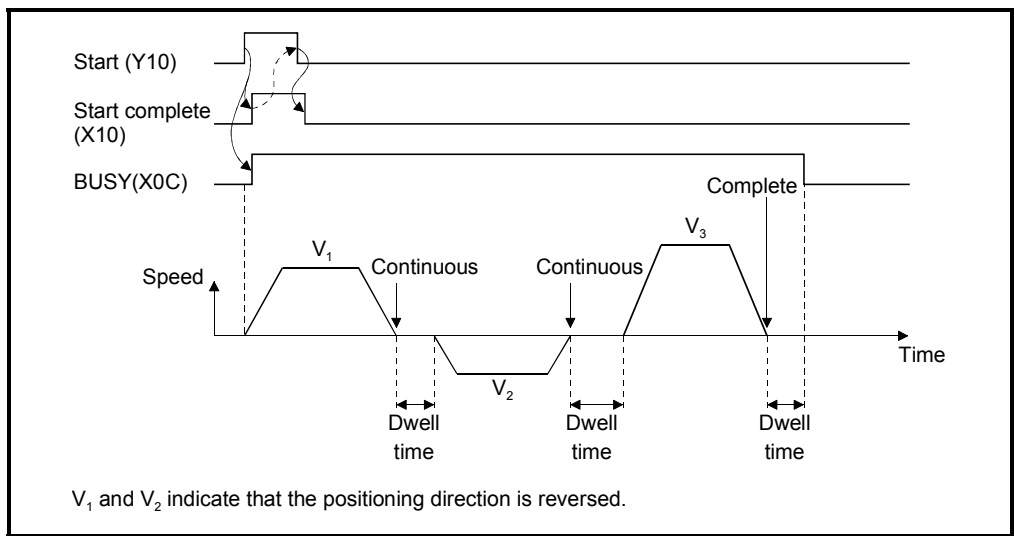 Start (Y10)
Start complete
(X10)
BUSY(X0C)
Complete
V₃
V₁
Continuous
Continuous
Speed
Time
V₂
Dwell
time
Dwell
time
Dwell
time
V₁ and V₂ indicate that the positioning direction is reversed.